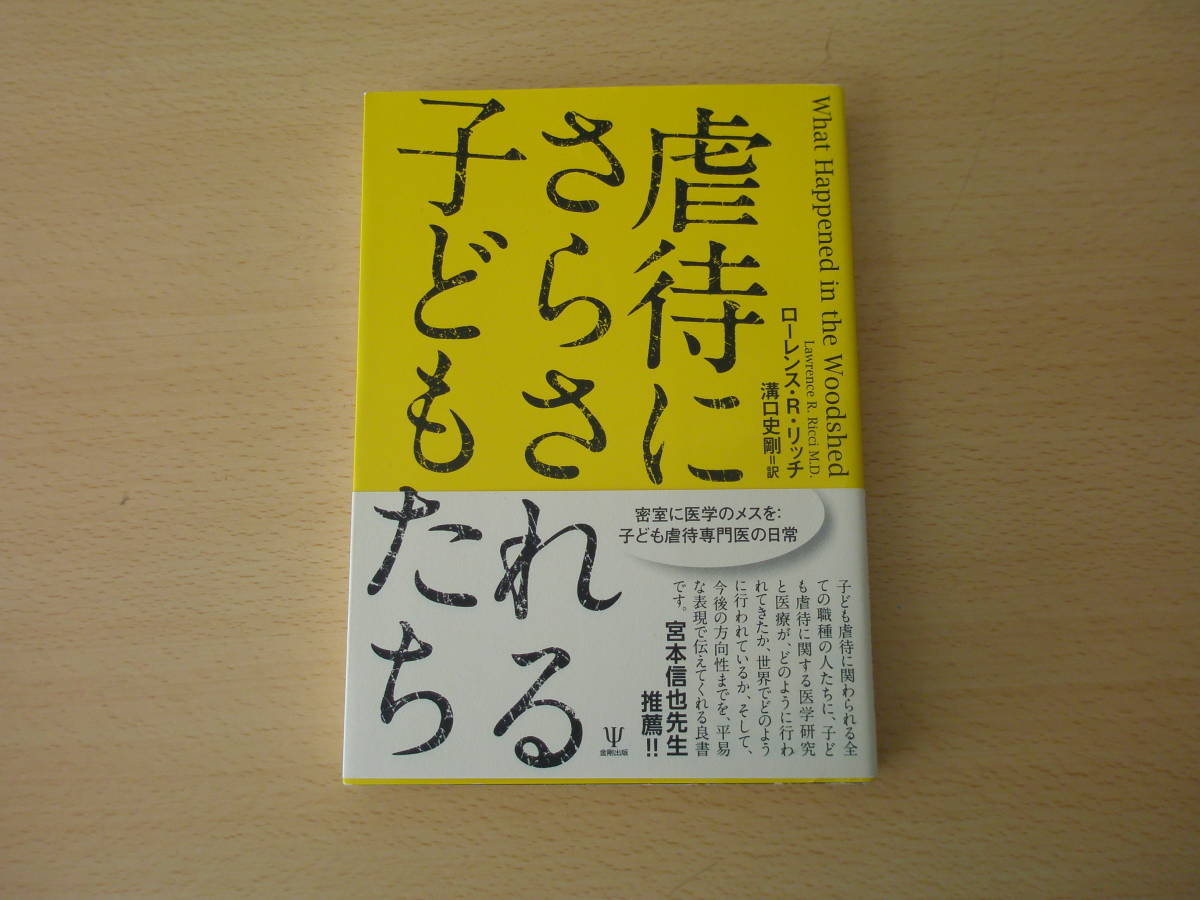 What Happened in the Woodshed
ローレンス・R・リッチ
Lawrence R. Ricci M.D.
溝口史剛=訳
虐待に
さらされる
子どもたち
密室に医学のメスを:
子ども虐待専門医の日常
子ども虐待に関わられる全
ての職種の人たちに、子ど
も虐待に関する医学研究
と医療が、どのように行わ
れてきたか、世界でどのよう
に行われているか、そして、
今後の方向性までを、平易
な表現で伝えてくれる良書
です。
宮本信也先生
推薦!!
Ψ
金剛出版